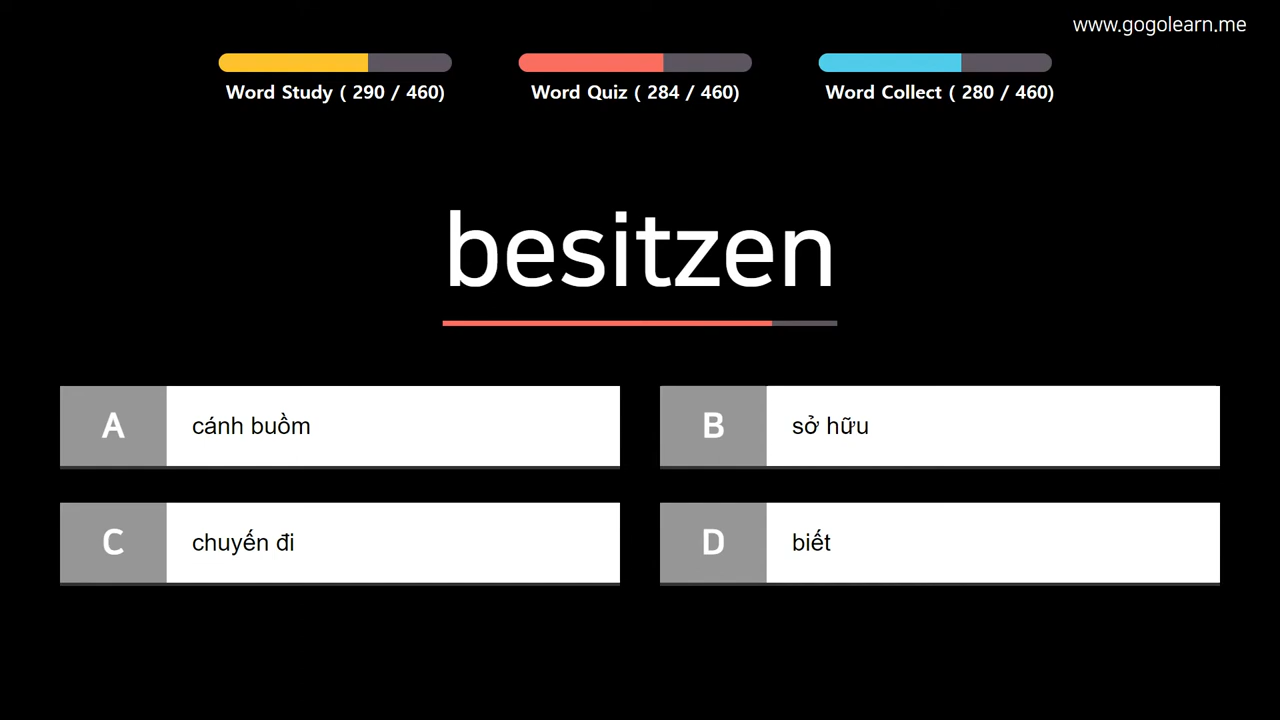 www.gogolearn.me
Word Study ( 290 / 460)
Word Quiz ( 284 / 460)
Word Collect ( 280 / 460)
besitzen
A cánh buồm
B sở hữu
C chuyến đi
D biết